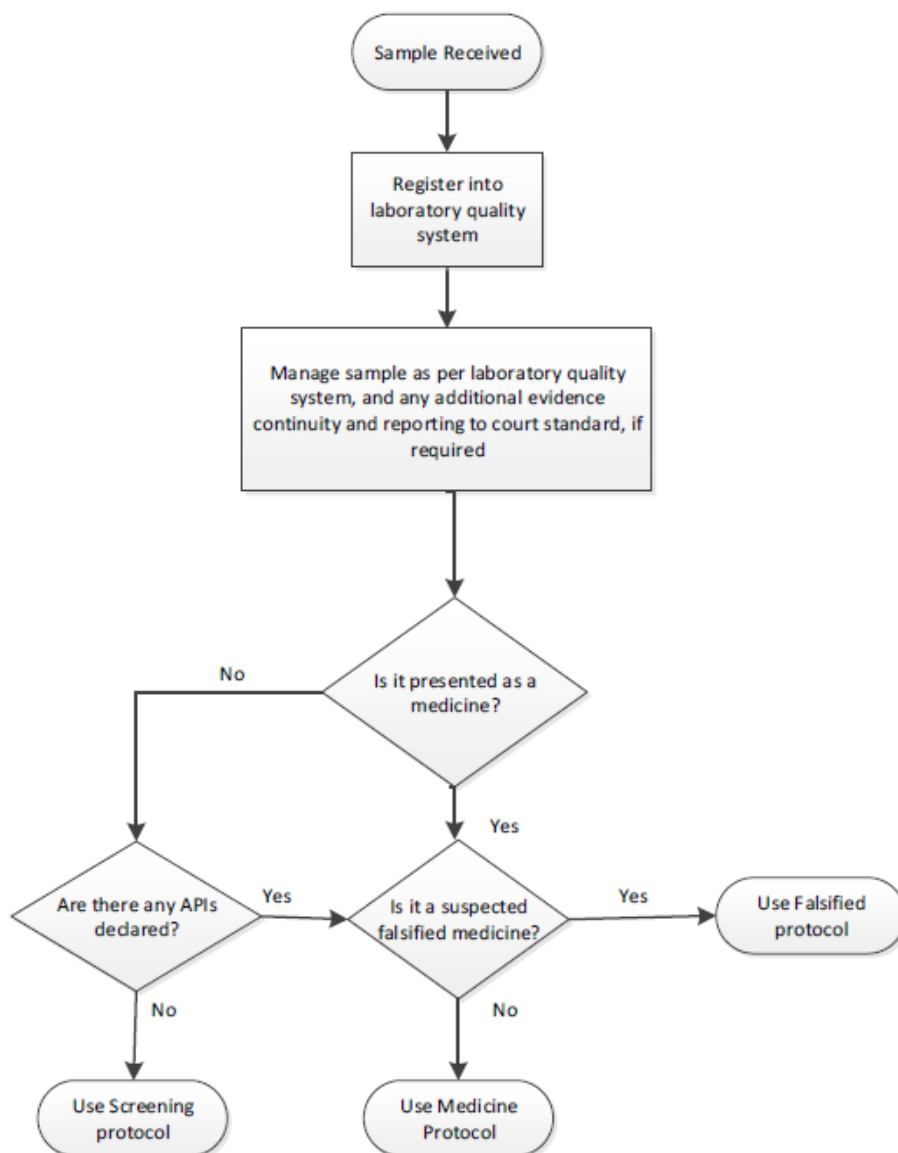 Sample Received
Register into
laboratory quality
system
Manage sample as per laboratory quality
system, and any additional evidence
continuity and reporting to court standard, if
required
Is it presented as a
medicine?
No
Yes
Are there any APIs
declared?
Yes
Is it a suspected
falsified medicine?
Yes
Use Falsified
protocol
No
No
Use Screening
protocol
Use Medicine
Protocol